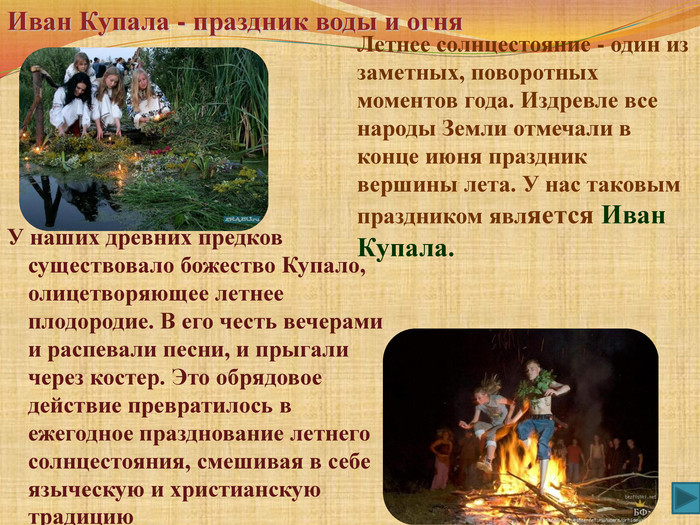 Иван Купала - праздник воды и огня
Летнее солнцестояние - один из
заметных, поворотных
моментов года. Издревле все
народы Земли отмечали в
конце июня праздник
вершины лета. У нас таковым
праздником является Иван
Купала.
У наших древних предков
существовало божество Купало,
олицетворяющее летнее
плодородие. В его честь вечерами
и распевали песни, и прыгали
через костер. Это обрядовое
действие превратилось в
ежегодное празднование летнего
солнцестояния, смешивая в себе
языческую и христианскую
традицию
БФ